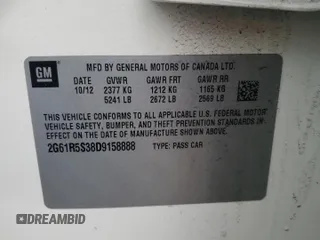 GM
MFD BY GENERAL MOTORS OF CANADA LTD.
10/12 GVWR GAWR FRT GAWR RR
2377 KG 1212 KG 1165 KG
5241 LB 2672 LB 2569 LB
THIS VEHICLE CONFORMS TO ALL APPLICABLE U.S. FEDERAL MOTOR
VEHICLE SAFETY, BUMPER, AND THEFT PREVENTION STANDARDS IN
EFFECT ON THE DATE OF MANUFACTURE SHOWN ABOVE.
2G61R5S38D9158888 TYPE: PASS CAR
DREAMBID